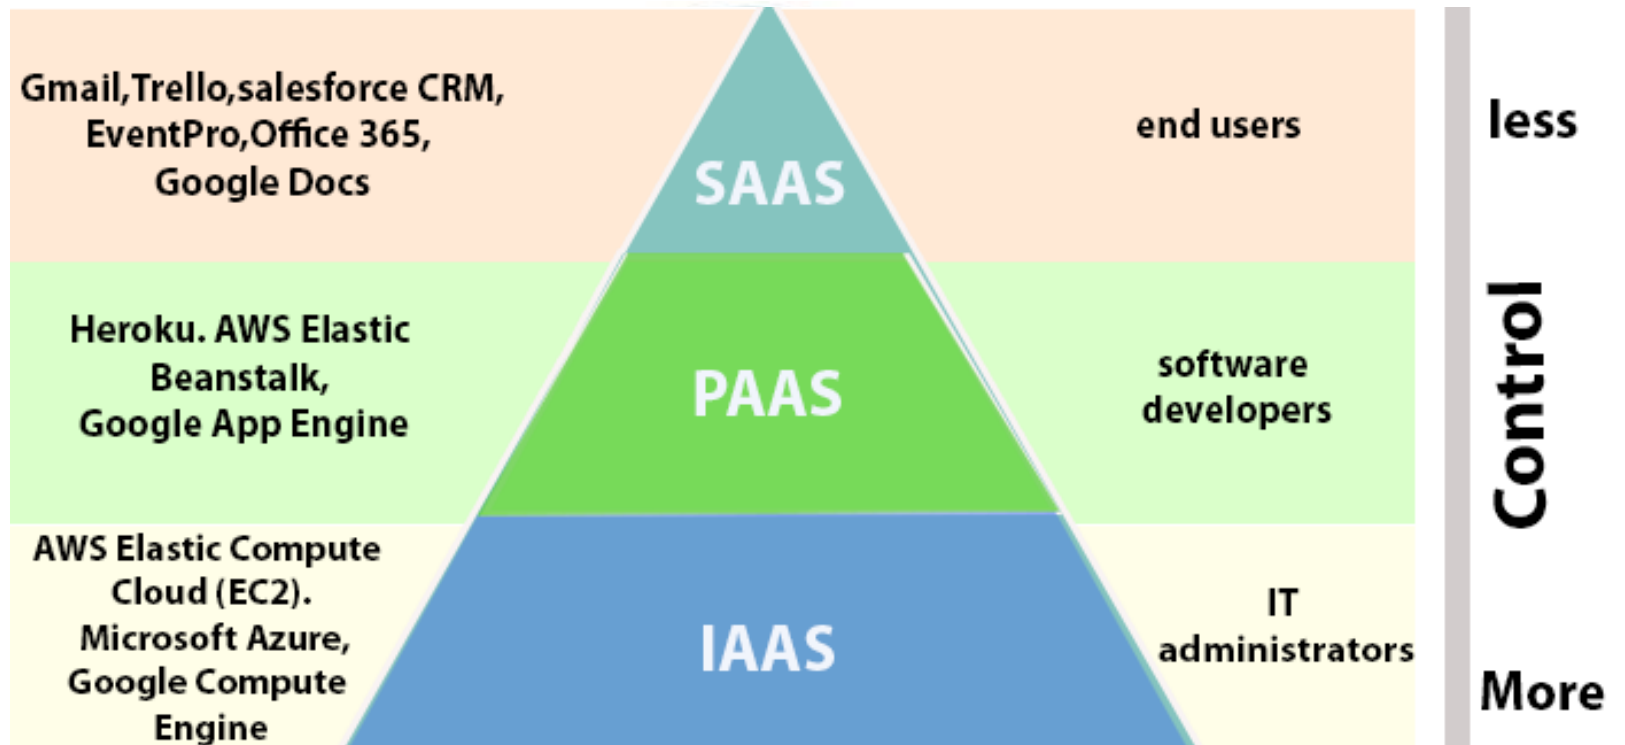 Gmail,Trello,salesforce CRM,
EventPro,Office 365,
Google Docs
SAAS
end users
less
Heroku. AWS Elastic
Beanstalk,
Google App Engine
PAAS
software
developers
Control
AWS Elastic Compute
Cloud (EC2).
Microsoft Azure,
Google Compute
Engine
IAAS
IT
administrators
More